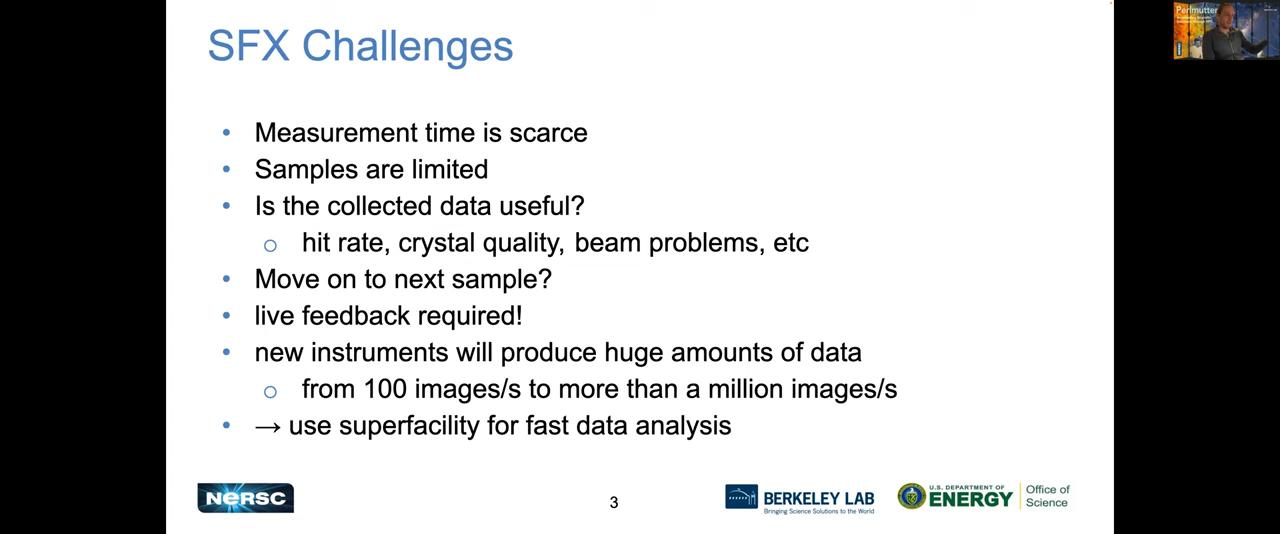 SFX Challenges
Perlmutter
• Measurement time is scarce
• Samples are limited
• Is the collected data useful?
o hit rate, crystal quality, beam problems, etc
• Move on to next sample?
• live feedback required!
• new instruments will produce huge amounts of data
o from 100 images/s to more than a million images/s
• → use superfacility for fast data analysis
NERSC
3
BERKELEY LAB
Bringing Science Solutions to the World
U.S. DEPARTMENT OF
ENERGY
Office of
Science